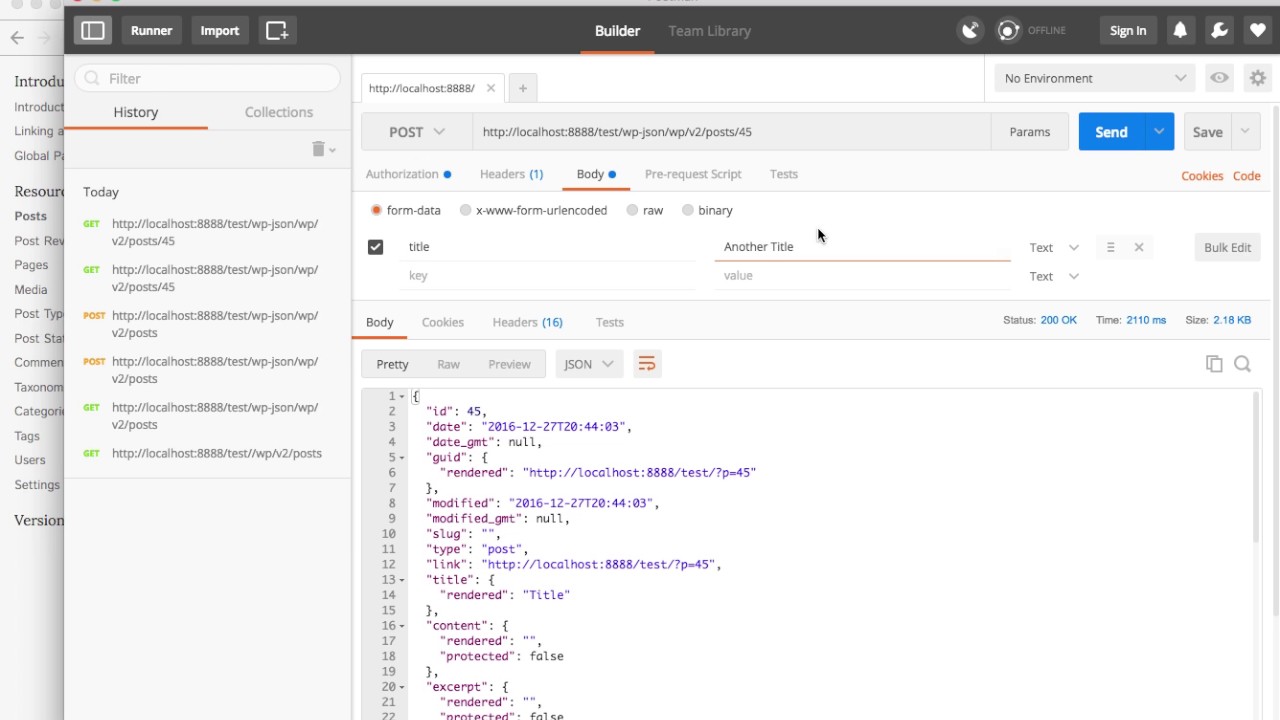 Runner
Import
Builder
Team Library
OFFLINE
Sign In
Introdu
Introduct
Linking a
Global Pa
Resourc
Posts
Post Rev
Pages
Media
Post Typ
Post Stat
Commen
Taxonom
Categori
Tags
Users
Settings
Version
Filter
History
Collections
Today
GET http://localhost:8888/test/wp-json/wp/
v2/posts/45
GET http://localhost:8888/test/wp-json/wp/
v2/posts/45
POST http://localhost:8888/test/wp-json/wp/
v2/posts
POST http://localhost:8888/test/wp-json/wp/
v2/posts
GET http://localhost:8888/test/wp-json/wp/
v2/posts
GET http://localhost:8888/test//wp/v2/posts
http://localhost:8888/
No Environment
POST http://localhost:8888/test/wp-json/wp/v2/posts/45 Params Send Save
Authorization Headers (1) Body Pre-request Script Tests Cookies Code
form-data x-www-form-urlencoded raw binary
title Another Title Text Bulk Edit
key value Text
Body Cookies Headers (16) Tests Status: 200 OK Time: 2110 ms Size: 2.18 KB
Pretty Raw Preview JSON
1 {
2 "id": 45,
3 "date": "2016-12-27T20:44:03",
4 "date_gmt": null,
5 "guid": {
6 "rendered": "http://localhost:8888/test/?p=45"
7 },
8 "modified": "2016-12-27T20:44:03",
9 "modified_gmt": null,
10 "slug": "",
11 "type": "post",
12 "link": "http://localhost:8888/test/?p=45",
13 "title": {
14 "rendered": "Title"
15 },
16 "content": {
17 "rendered": "",
18 "protected": false
19 },
20 "excerpt": {
21 "rendered": "",
22 "protected": false